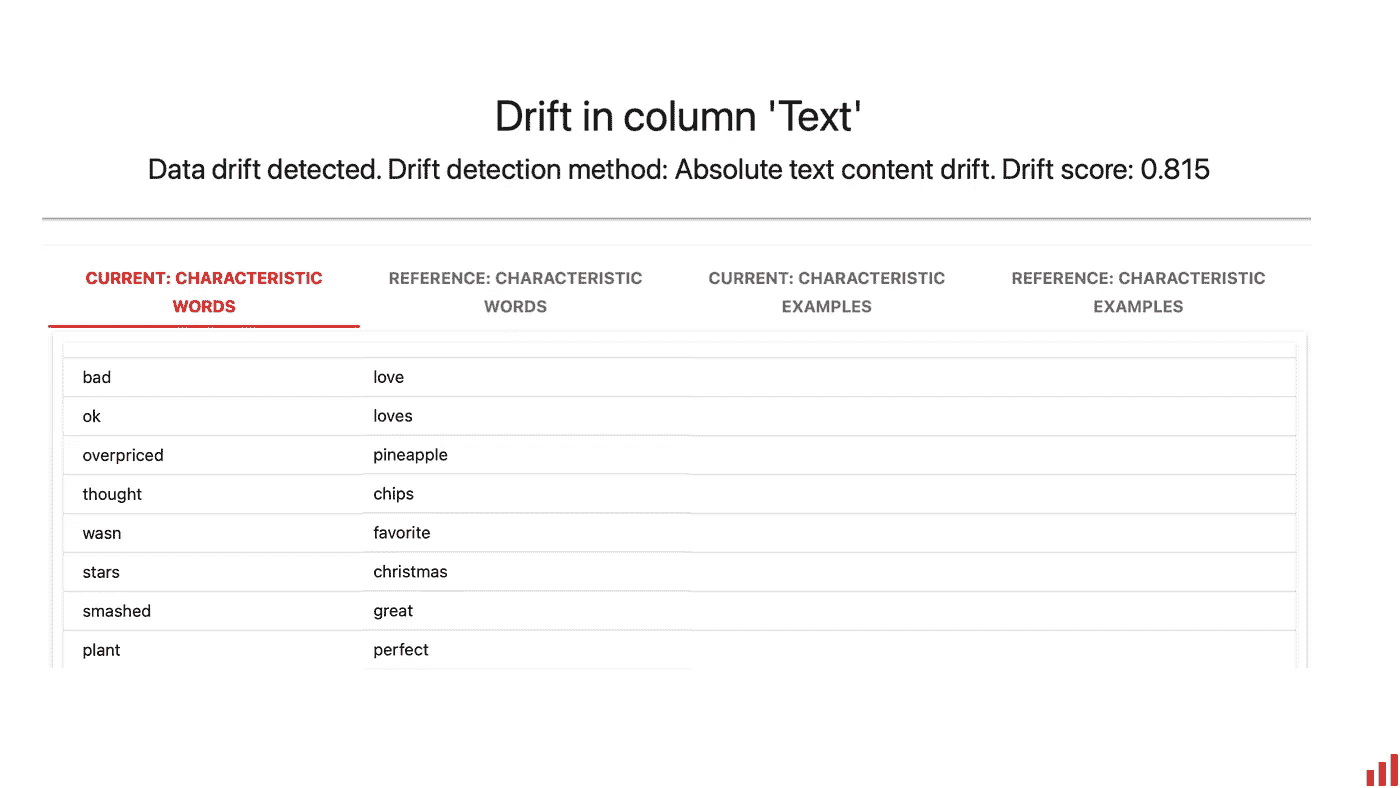 Drift in column 'Text'
Data drift detected. Drift detection method: Absolute text content drift. Drift score: 0.815
CURRENT: CHARACTERISTIC WORDS
REFERENCE: CHARACTERISTIC WORDS
CURRENT: CHARACTERISTIC EXAMPLES
REFERENCE: CHARACTERISTIC EXAMPLES
bad love
ok loves
overpriced pineapple
thought chips
wasn favorite
stars christmas
smashed great
plant perfect